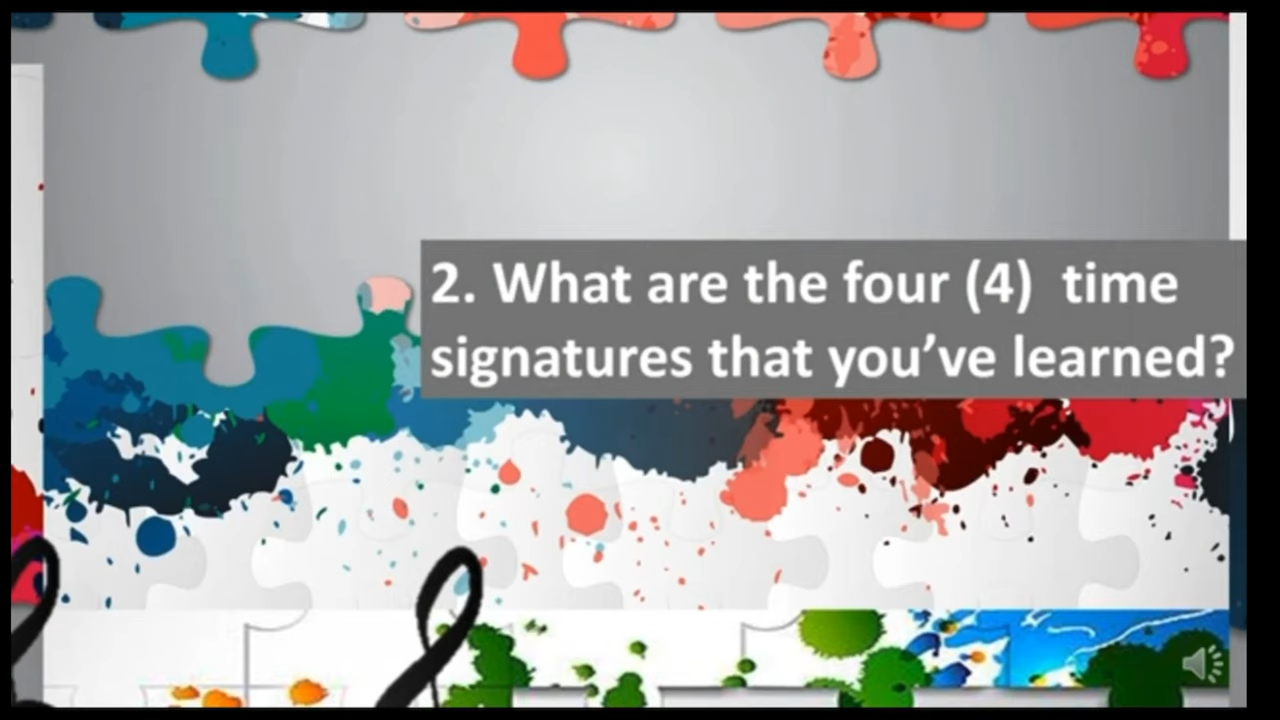 2. What are the four (4)  time
signatures that you’ve learned?